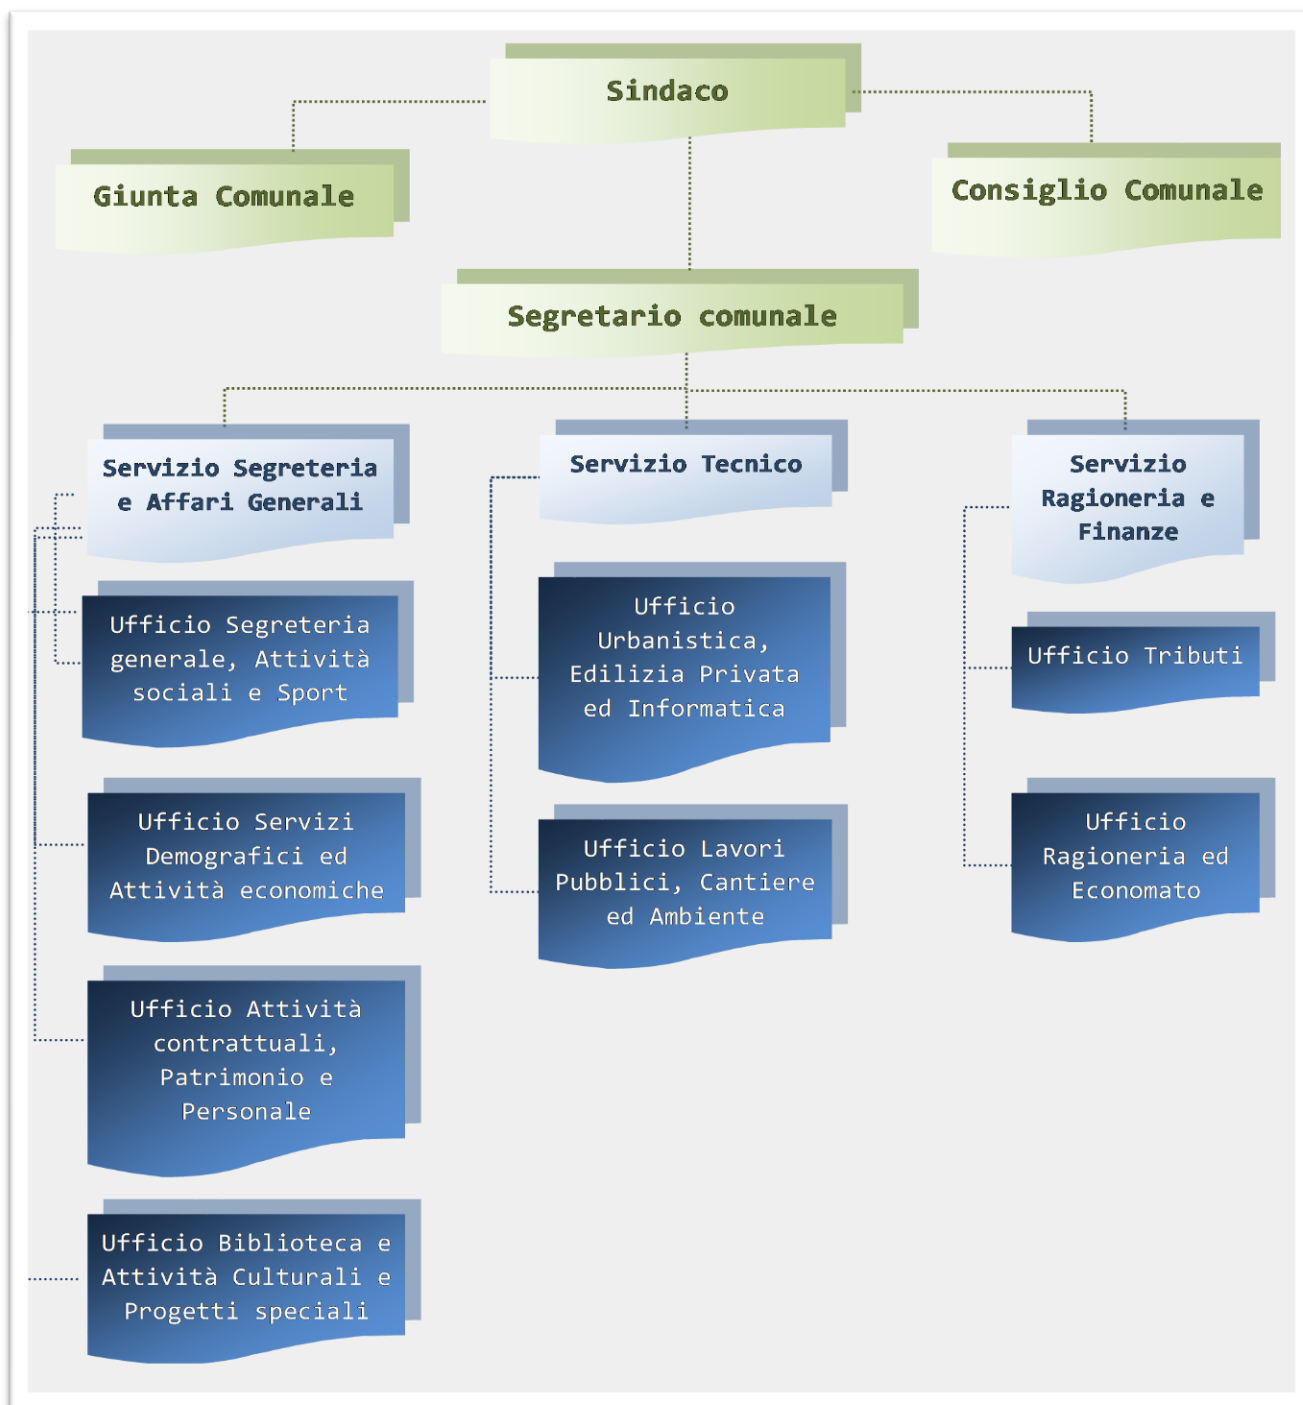 Sindaco
Giunta Comunale
Consiglio Comunale
Segretario comunale
Servizio Segreteria
e Affari Generali
Servizio Tecnico
Servizio
Ragioneria e
Finanze
Ufficio Segreteria
generale, Attività
sociali e Sport
Ufficio
Urbanistica,
Edilizia Privata
ed Informatica
Ufficio Tributi
Ufficio Servizi
Demografici ed
Attività economiche
Ufficio Lavori
Pubblici, Cantiere
ed Ambiente
Ufficio
Ragioneria ed
Economato
Ufficio Attività
contrattuali,
Patrimonio e
Personale
Ufficio Biblioteca e
Attività Culturali e
Progetti speciali